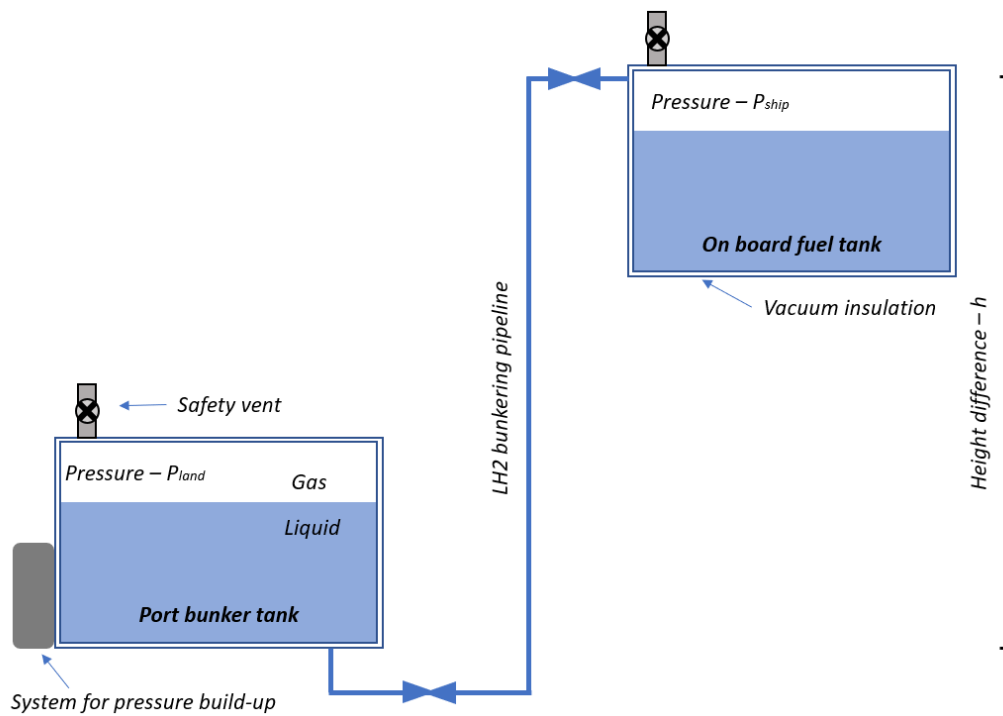 Pressure – Pship
On board fuel tank
Vacuum insulation
LH2 bunkering pipeline
Height difference – h
Safety vent
Pressure – Pland
Gas
Liquid
Port bunker tank
System for pressure build-up